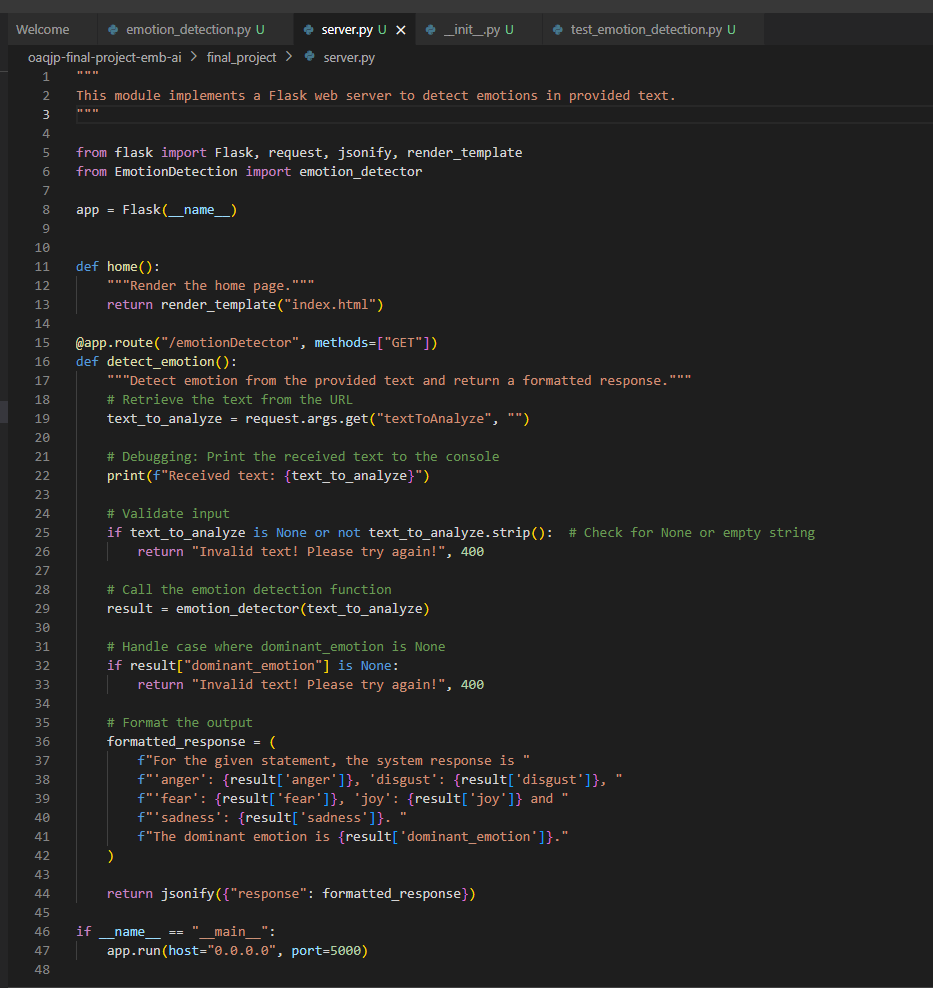 Welcome
emotion_detection.py U
server.py U
__init__.py U
test_emotion_detection.py U
oaqjp-final-project-emb-ai > final_project > server.py
1 """
2 This module implements a Flask web server to detect emotions in provided text.
3 """
4
5 from flask import Flask, request, jsonify, render_template
6 from EmotionDetection import emotion_detector
7
8 app = Flask(__name__)
9
10
11 def home():
12     """Render the home page."""
13     return render_template("index.html")
14
15 @app.route("/emotionDetector", methods=["GET"])
16 def detect_emotion():
17     """Detect emotion from the provided text and return a formatted response."""
18     # Retrieve the text from the URL
19     text_to_analyze = request.args.get("textToAnalyze", "")
20
21     # Debugging: Print the received text to the console
22     print(f"Received text: {text_to_analyze}")
23
24     # Validate input
25     if text_to_analyze is None or not text_to_analyze.strip():  # Check for None or empty string
26         return "Invalid text! Please try again!", 400
27
28     # Call the emotion detection function
29     result = emotion_detector(text_to_analyze)
30
31     # Handle case where dominant_emotion is None
32     if result["dominant_emotion"] is None:
33         return "Invalid text! Please try again!", 400
34
35     # Format the output
36     formatted_response = (
37         f"For the given statement, the system response is "
38         f"'anger': {result['anger']}, 'disgust': {result['disgust']}, "
39         f"'fear': {result['fear']}, 'joy': {result['joy']} and "
40         f"'sadness': {result['sadness']}. "
41         f"The dominant emotion is {result['dominant_emotion']}."
42     )
43
44     return jsonify({"response": formatted_response})
45
46 if __name__ == "__main__":
47     app.run(host="0.0.0.0", port=5000)
48